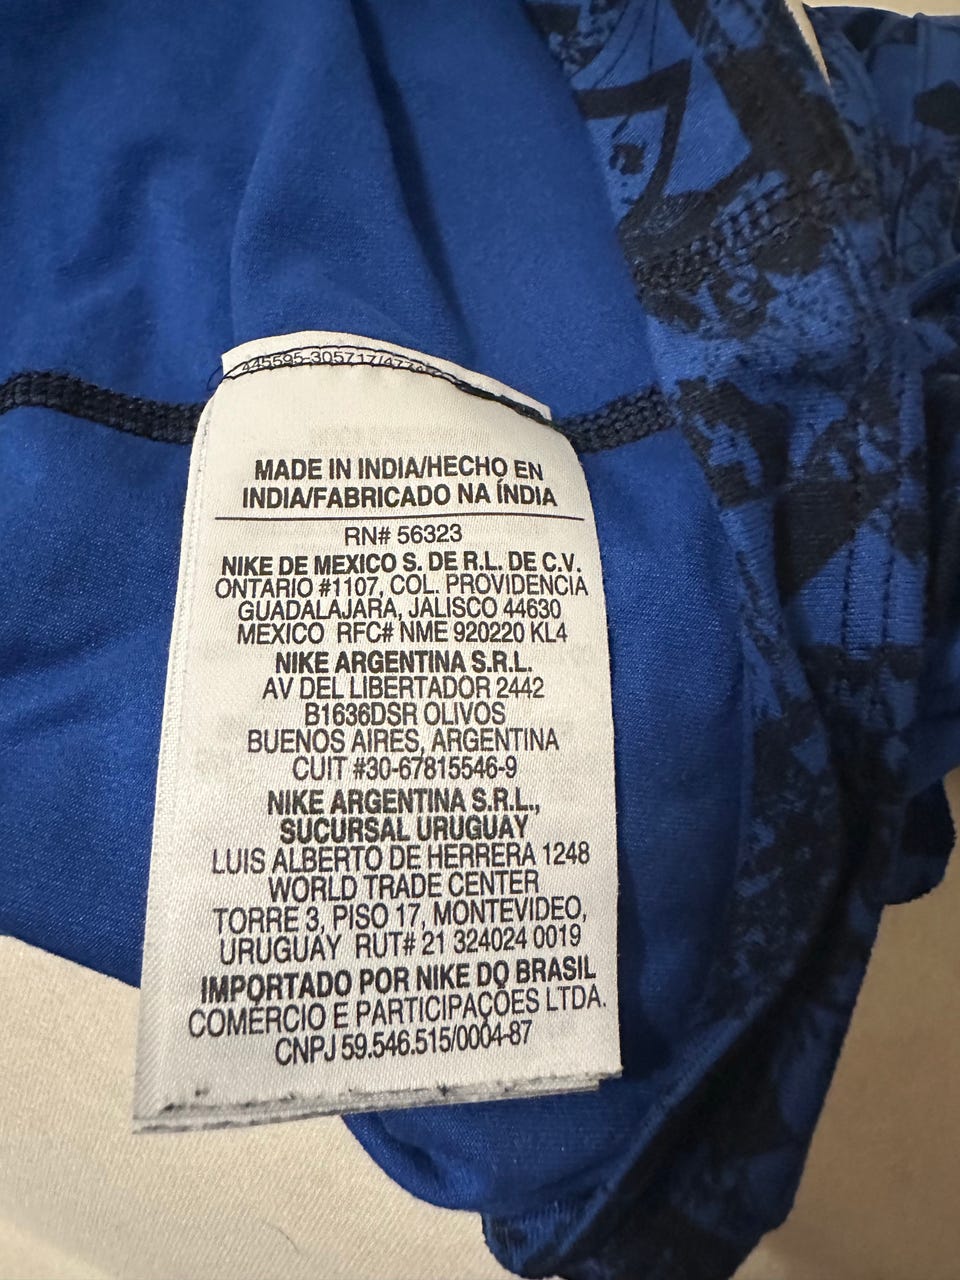 445595-305717/4774
MADE IN INDIA/HECHO EN
INDIA/FABRICADO NA ÍNDIA
RN# 56323
NIKE DE MEXICO S. DE R.L. DE C.V.
ONTARIO #1107, COL. PROVIDENCIA
GUADALAJARA, JALISCO 44630
MEXICO RFC# NME 920220 KL4
NIKE ARGENTINA S.R.L.
AV DEL LIBERTADOR 2442
B1636DSR OLIVOS
BUENOS AIRES, ARGENTINA
CUIT #30-67815546-9
NIKE ARGENTINA S.R.L.,
SUCURSAL URUGUAY
LUIS ALBERTO DE HERRERA 1248
WORLD TRADE CENTER
TORRE 3, PISO 17, MONTEVIDEO,
URUGUAY RUT# 21 324024 0019
IMPORTADO POR NIKE DO BRASIL
COMÉRCIO E PARTICIPAÇÕES LTDA.
CNPJ 59.546.515/0004-87